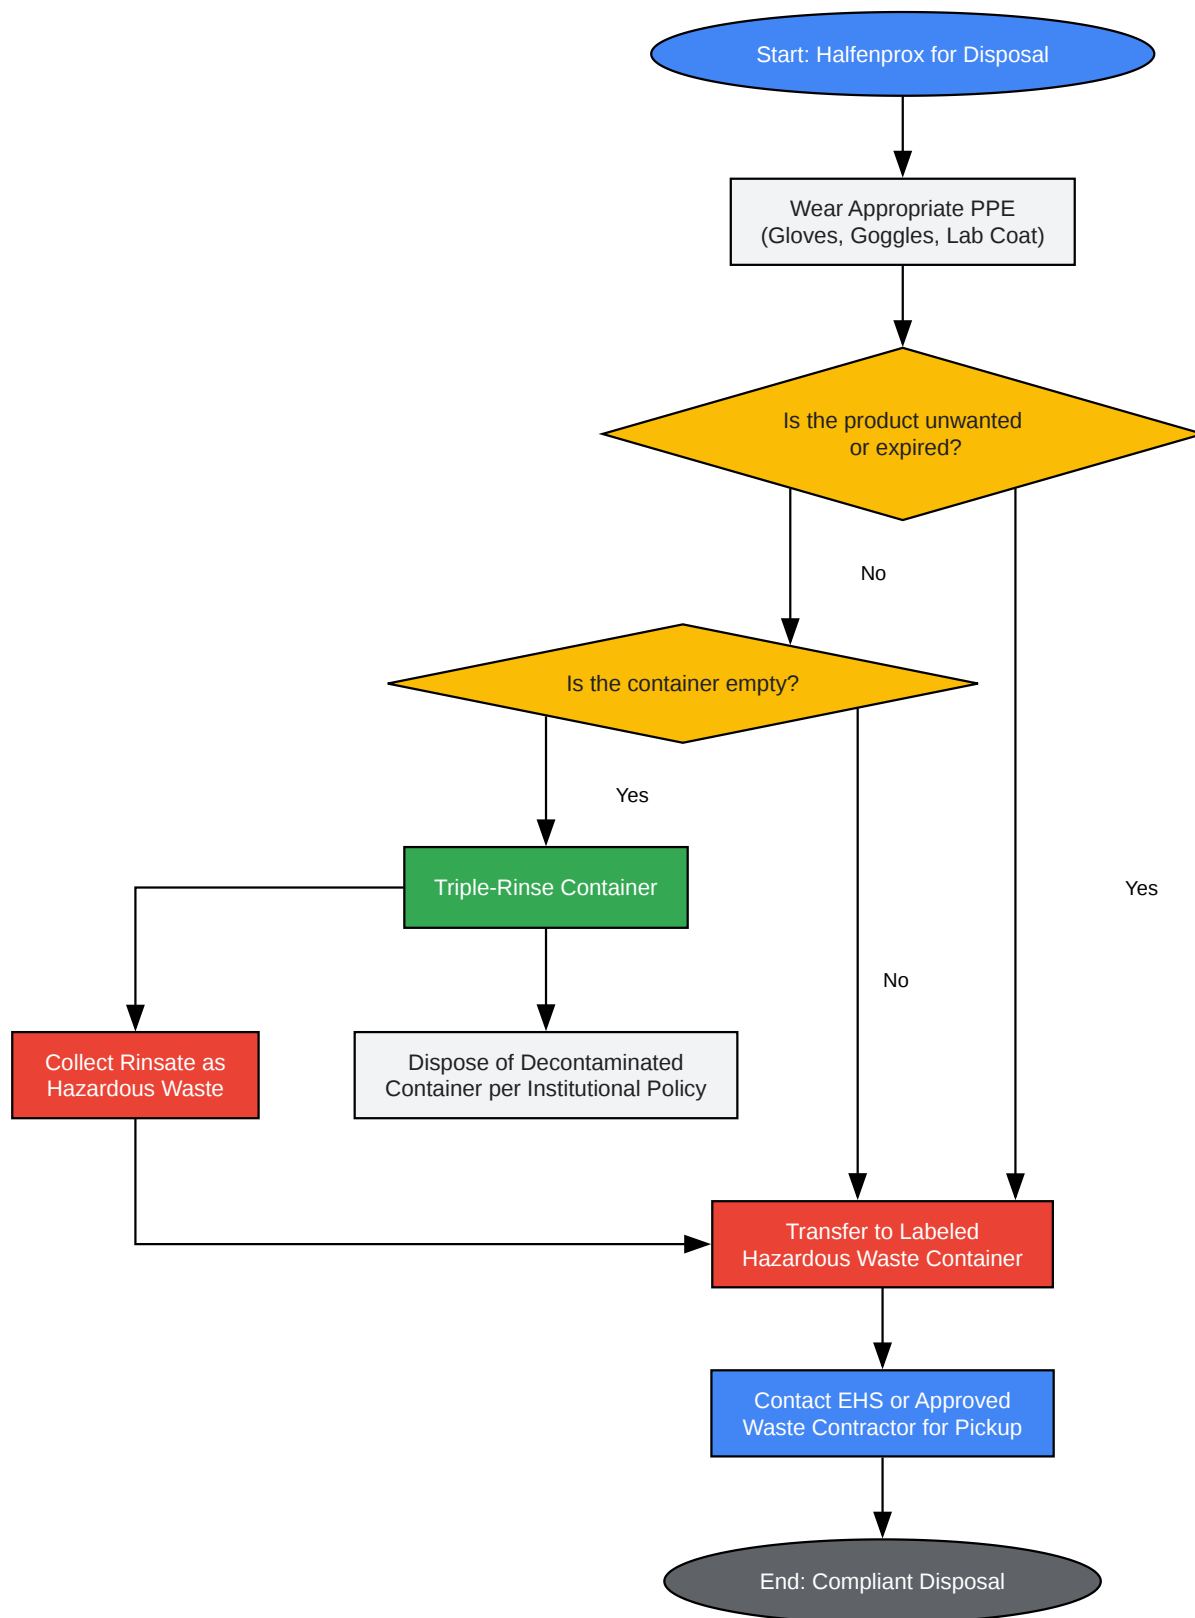 Start: Halfenprox for Disposal
Wear Appropriate PPE
(Gloves, Goggles, Lab Coat)
Is the product unwanted
or expired?
No
Is the container empty?
Yes
Triple-Rinse Container
Yes
No
Collect Rinsate as
Hazardous Waste
Dispose of Decontaminated
Container per Institutional Policy
Transfer to Labeled
Hazardous Waste Container
Contact EHS or Approved
Waste Contractor for Pickup
End: Compliant Disposal